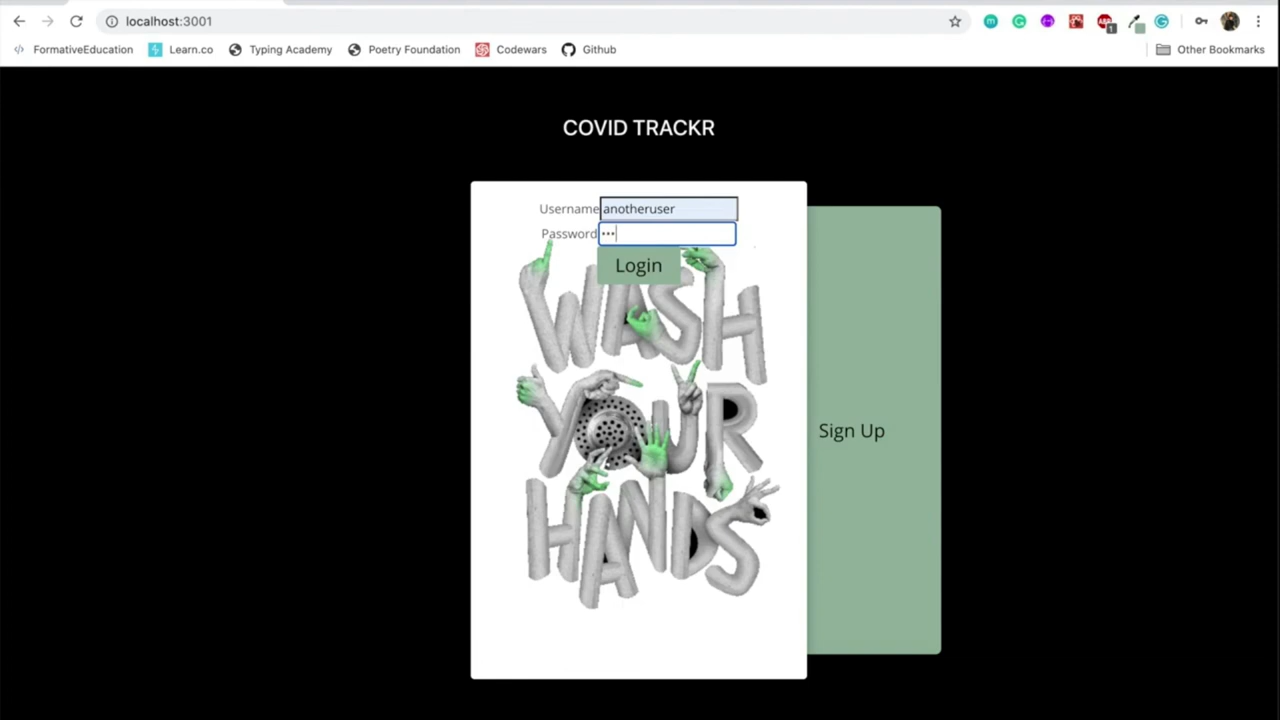 localhost:3001
FormativeEducation Learn.co Typing Academy Poetry Foundation Codewars Github Other Bookmarks
COVID TRACKR
Username anotheruser
Password •••
Login
WASH
YOUR
HANDS
Sign Up